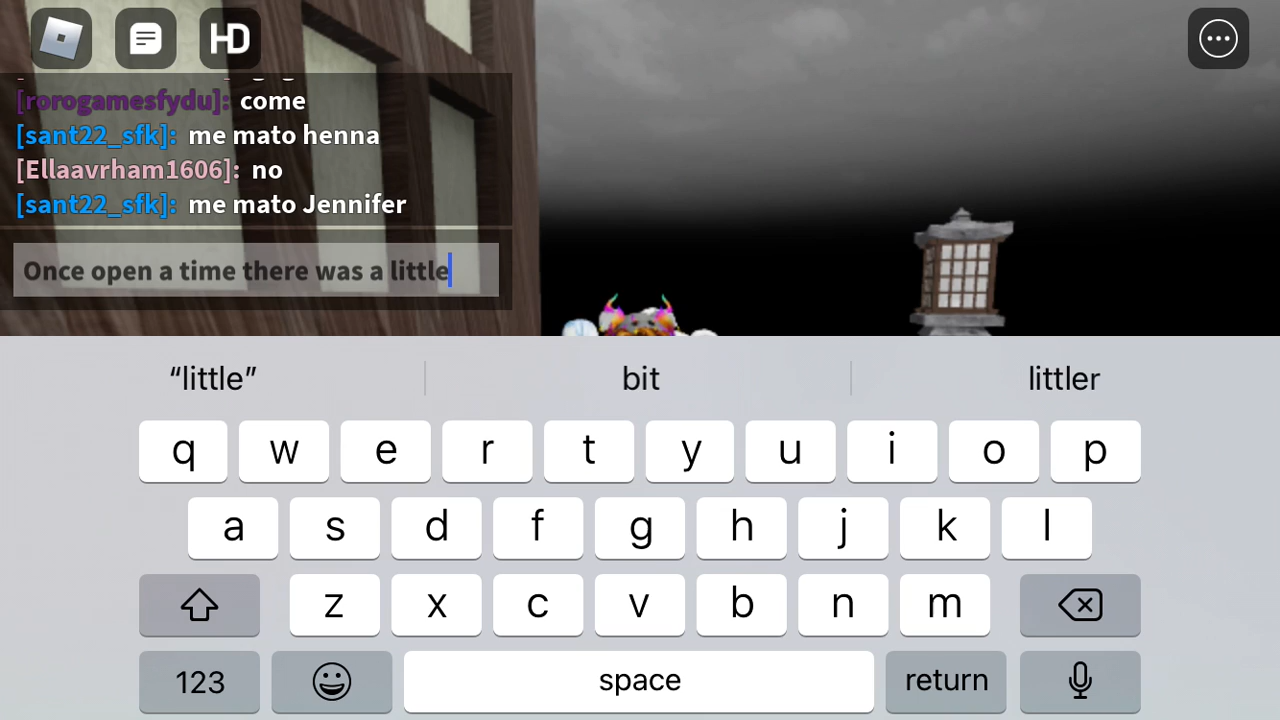 HD
[rorogamesfydu]: come
[sant22_sfk]: me mato henna
[Ellaavrham1606]: no
[sant22_sfk]: me mato Jennifer
Once open a time there was a little
“little” bit littler
q w e r t y u i o p
a s d f g h j k l
z x c v b n m
123 space return